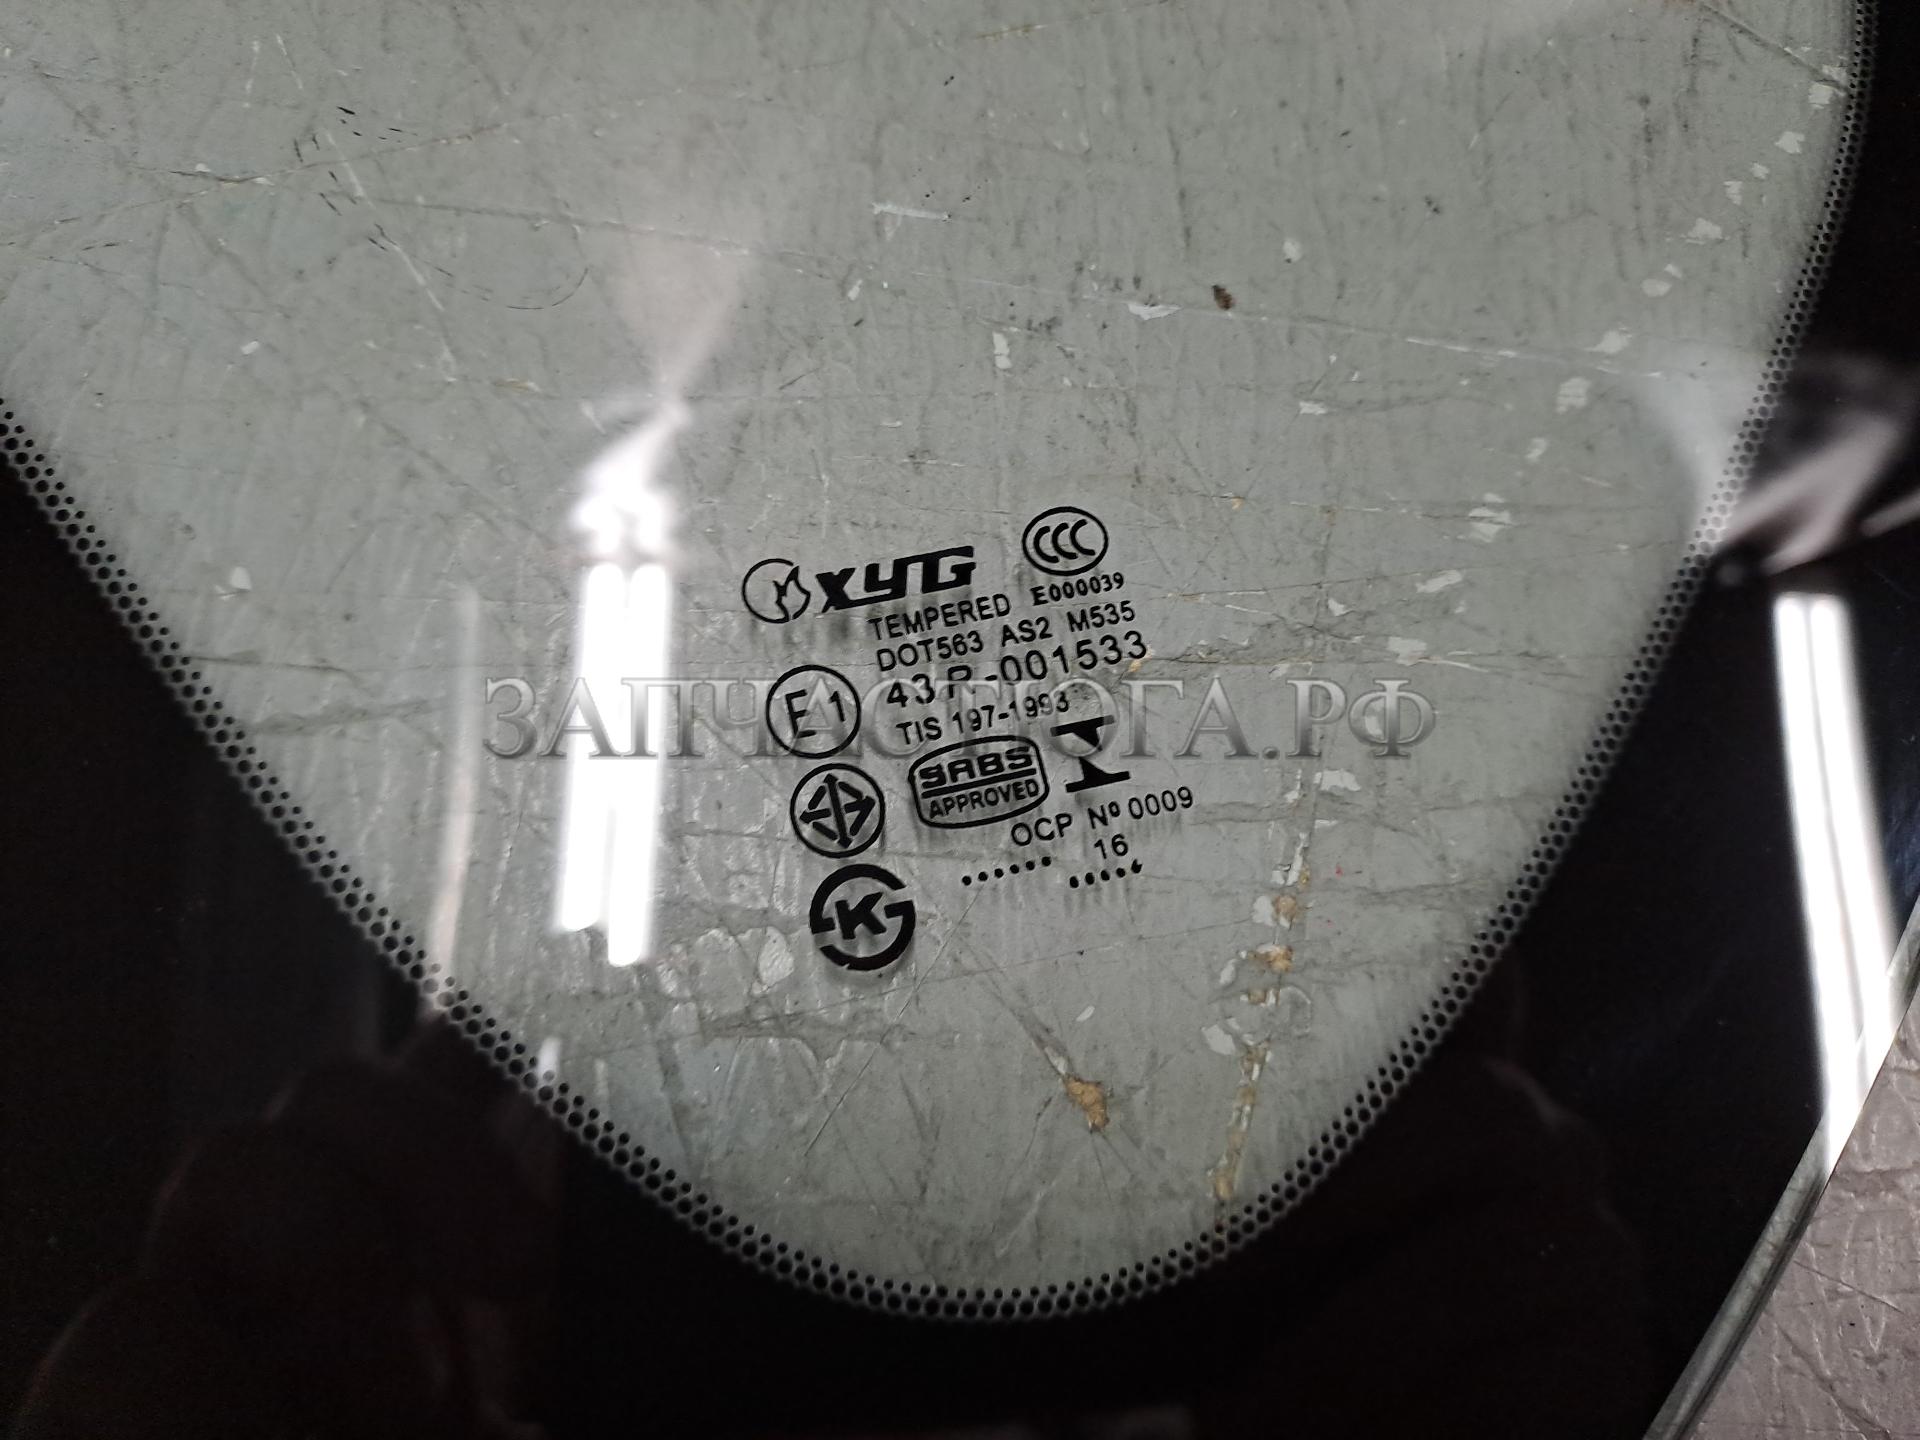 XYG
CCC
TEMPERED E000039
DOT563 AS2 M535
E1 43R-001533
TIS 197-1993
SABS
APPROVED
OCP Nº 0009
16
...... .....
K
ЗАПЧАСТЮГА.РФ